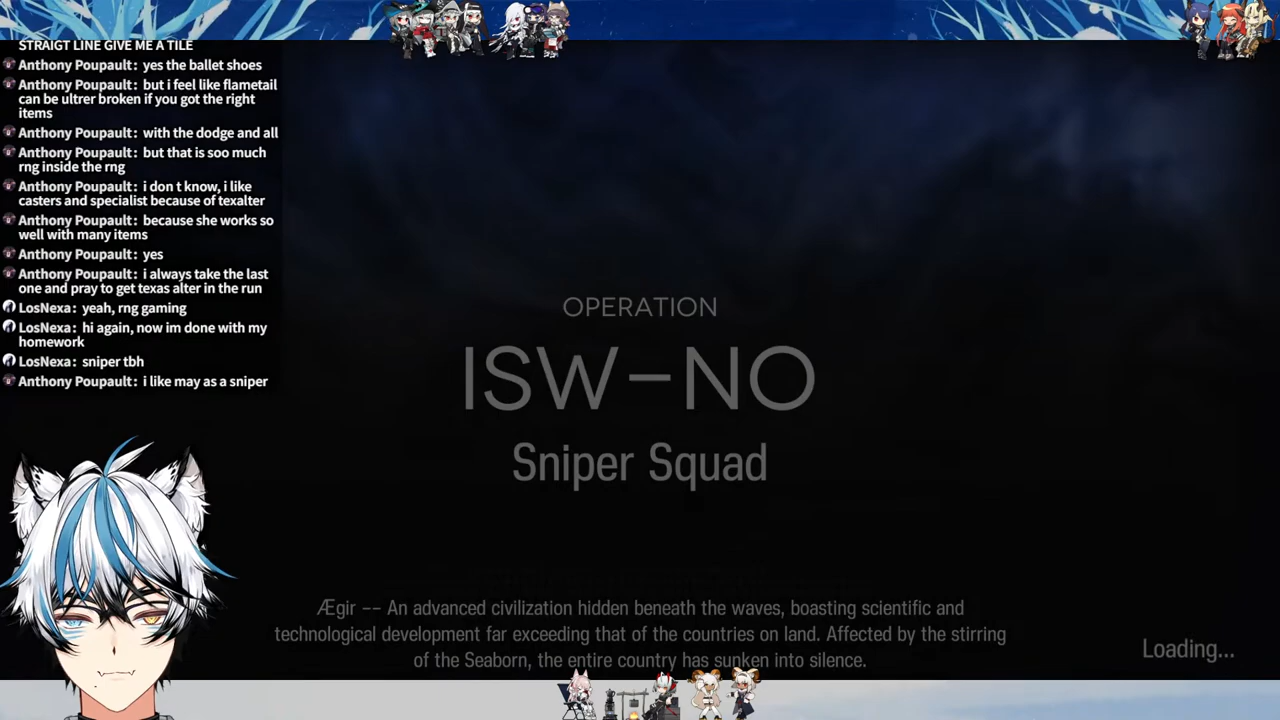 STRAIGT LINE GIVE ME A TILE
Anthony Poupault: yes the ballet shoes
Anthony Poupault: but i feel like flametail
can be ultrer broken if you got the right
items
Anthony Poupault: with the dodge and all
Anthony Poupault: but that is soo much
rng inside the rng
Anthony Poupault: i don t know, i like
casters and specialist because of texalter
Anthony Poupault: because she works so
well with many items
Anthony Poupault: yes
Anthony Poupault: i always take the last
one and pray to get texas alter in the run
LosNexa: yeah, rng gaming
LosNexa: hi again, now im done with my
homework
LosNexa: sniper tbh
Anthony Poupault: i like may as a sniper
OPERATION
ISW-NO
Sniper Squad
Ægir -- An advanced civilization hidden beneath the waves, boasting scientific and
technological development far exceeding that of the countries on land. Affected by the stirring
of the Seaborn, the entire country has sunken into silence.
Loading...